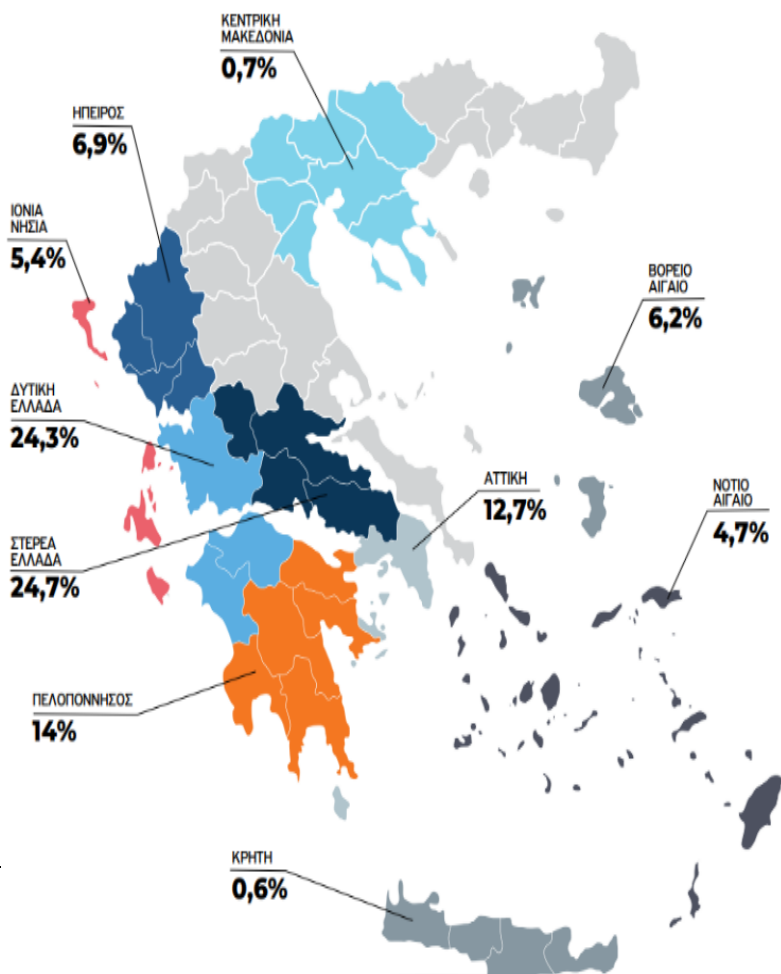 ΚΕΝΤΡΙΚΗ
ΜΑΚΕΔΟΝΙΑ
0,7%
ΗΠΕΙΡΟΣ
6,9%
ΙΟΝΙΑ
ΝΗΣΙΑ
5,4%
ΒΟΡΕΙΟ
ΑΙΓΑΙΟ
6,2%
ΔΥΤΙΚΗ
ΕΛΛΑΔΑ
24,3%
ΑΤΤΙΚΗ
12,7%
ΝΟΤΙΟ
ΑΙΓΑΙΟ
4,7%
ΣΤΕΡΕΑ
ΕΛΛΑΔΑ
24,7%
ΠΕΛΟΠΟΝΝΗΣΟΣ
14%
ΚΡΗΤΗ
0,6%